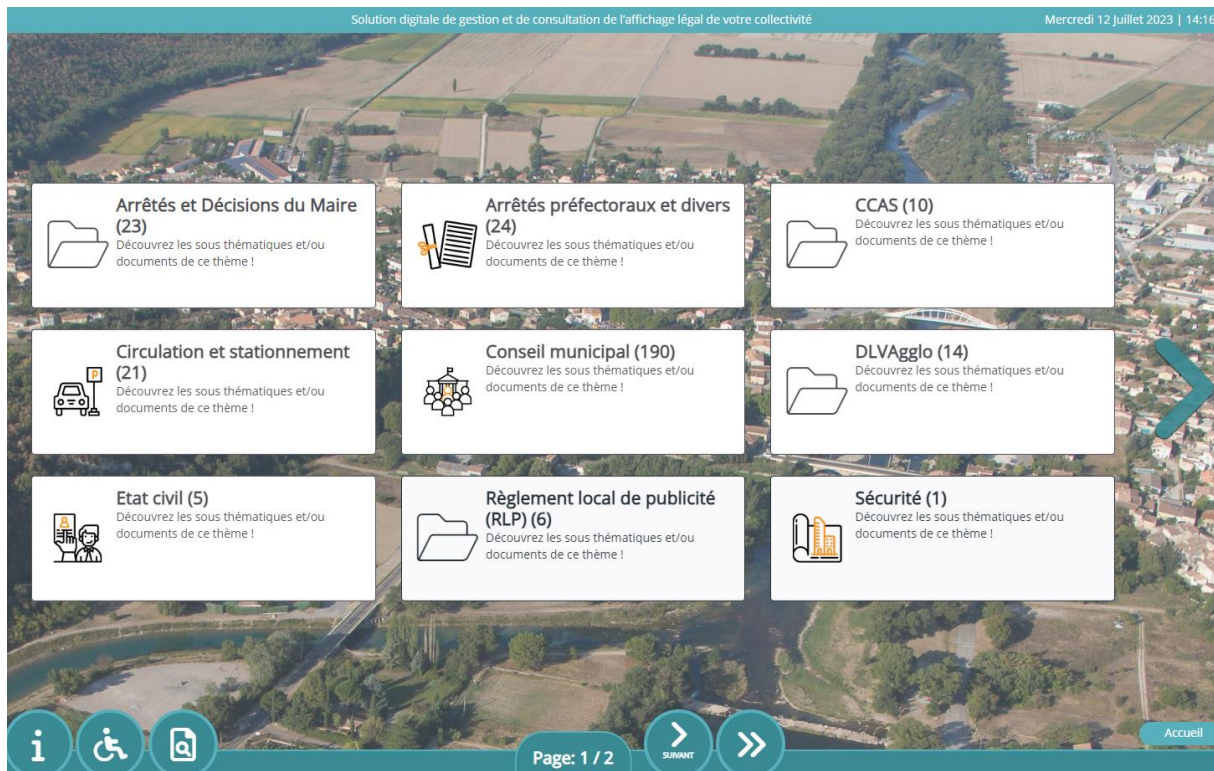 Solution digitale de gestion et de consultation de l'affichage légal de votre collectivité
Mercredi 12 Juillet 2023 | 14:16
Arrêtés et Décisions du Maire
(23)
Découvrez les sous thématiques et/ou
documents de ce thème !
Arrêtés préfectoraux et divers
(24)
Découvrez les sous thématiques et/ou
documents de ce thème !
CCAS (10)
Découvrez les sous thématiques et/ou
documents de ce thème !
Circulation et stationnement
(21)
Découvrez les sous thématiques et/ou
documents de ce thème !
Conseil municipal (190)
Découvrez les sous thématiques et/ou
documents de ce thème !
DLVAgglo (14)
Découvrez les sous thématiques et/ou
documents de ce thème !
Etat civil (5)
Découvrez les sous thématiques et/ou
documents de ce thème !
Règlement local de publicité
(RLP) (6)
Découvrez les sous thématiques et/ou
documents de ce thème !
Sécurité (1)
Découvrez les sous thématiques et/ou
documents de ce thème !
Page: 1 / 2
SUIVANT
Accueil